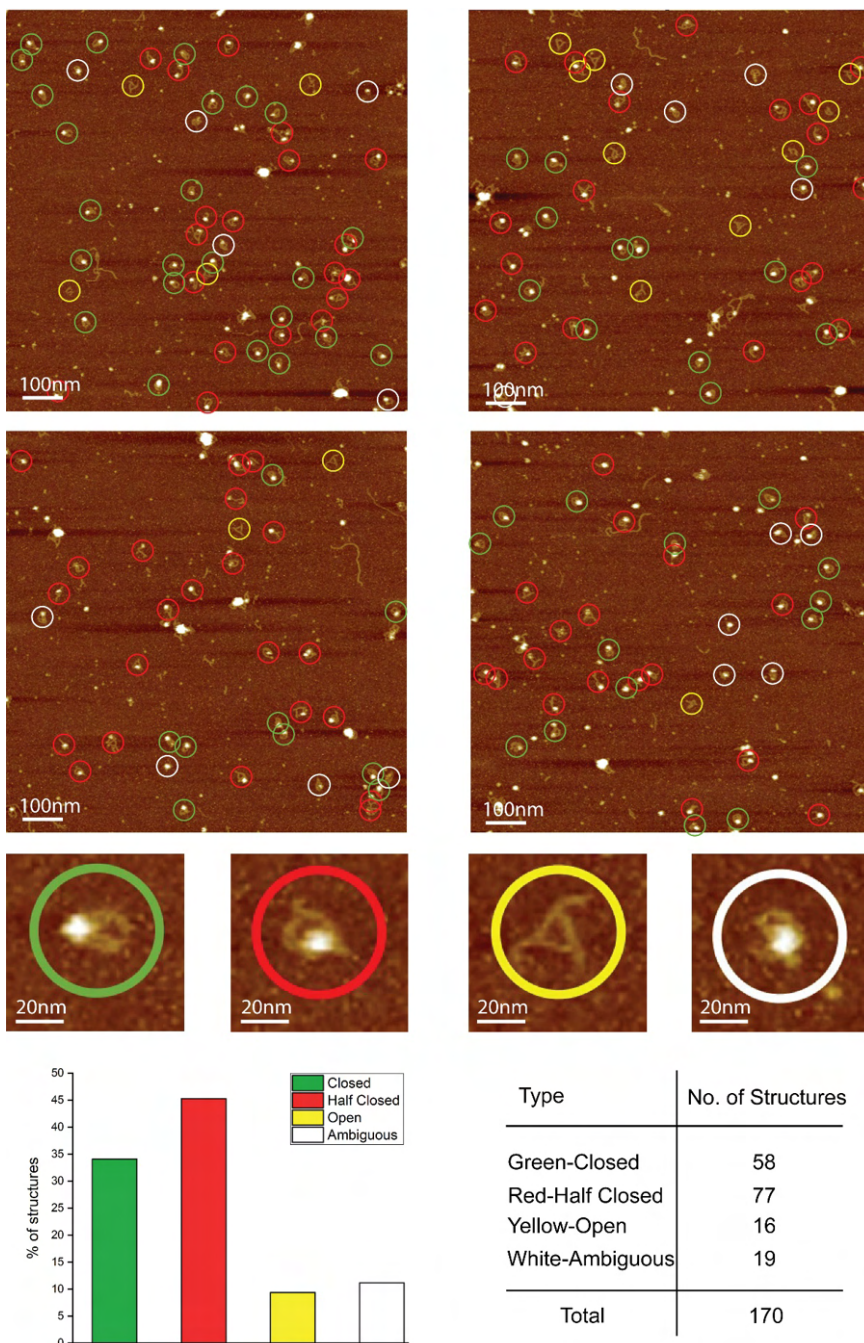 100nm
100nm
100nm
100nm
20nm
20nm
20nm
20nm
% of structures
50
45
40
35
30
25
20
15
10
5
0
Closed
Half Closed
Open
Ambiguous
Type No. of Structures
Green-Closed 58
Red-Half Closed 77
Yellow-Open 16
White-Ambiguous 19
Total 170